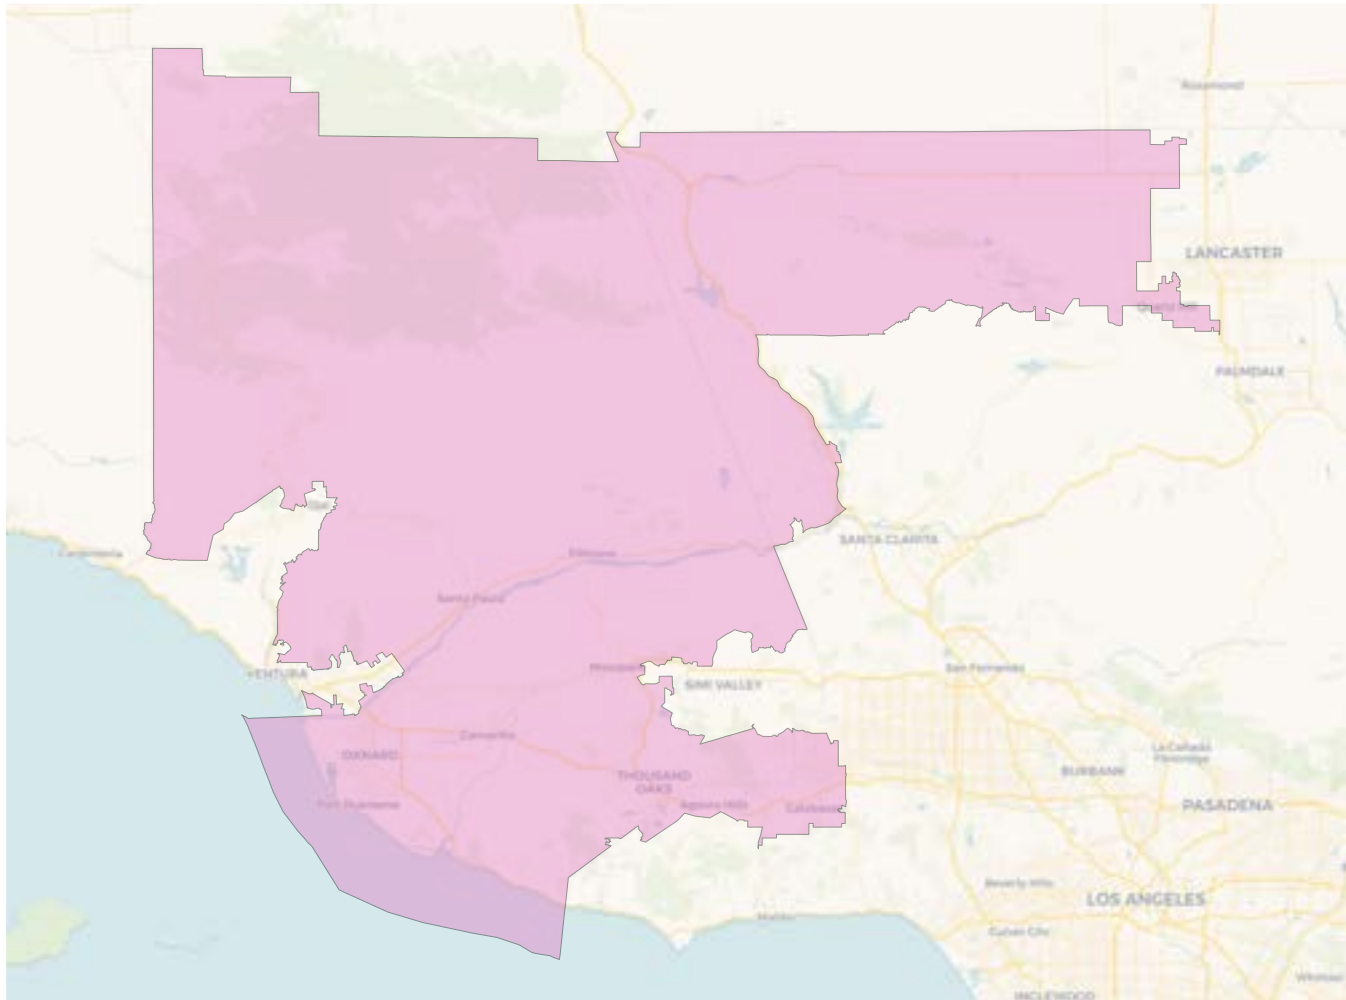 Rosamond
LANCASTER
Quartz Hill
PALMDALE
Ojai
SANTA CLARITA
Carpinteria
Fillmore
Santa Paula
VENTURA
Moorpark
San Fernando
SIMI VALLEY
Camarillo
OXNARD
La Cañada
Flintridge
BURBANK
THOUSAND
OAKS
Port Hueneme
Agoura Hills
Calabasas
PASADENA
Beverly Hills
LOS ANGELES
Malibu
Culver City
Whittier
INGLEWOOD